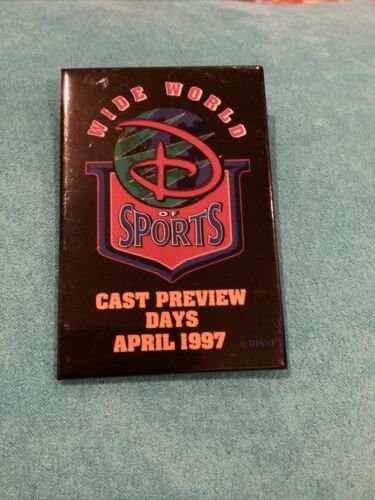 WIDE WORLD
D
OF
SPORTS
CAST PREVIEW
DAYS
APRIL 1997
© DISNEY